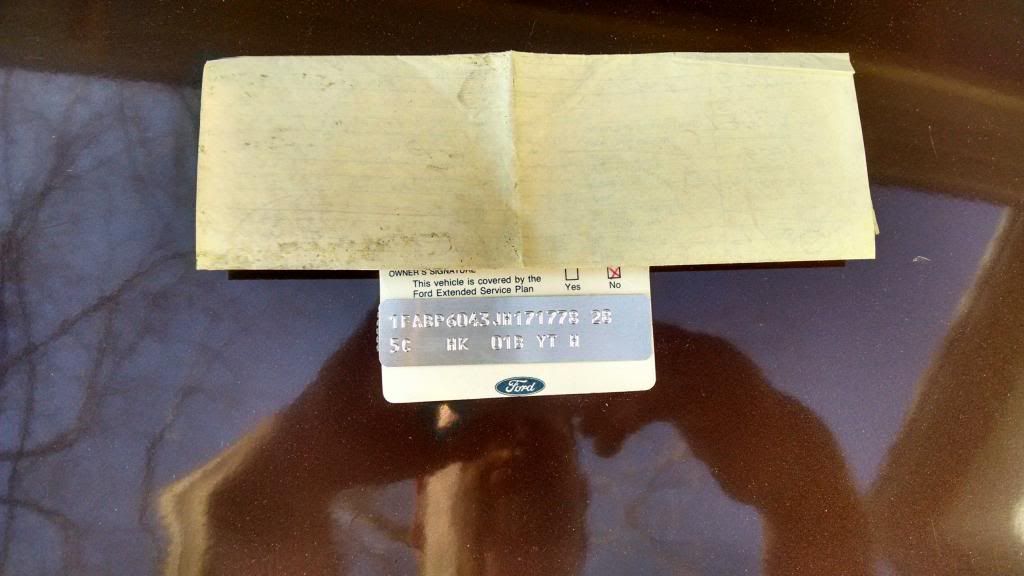 OWNER'S SIGNATURE
This vehicle is covered by the
Ford Extended Service Plan
Yes
No
1FABP6043JH171778 2B
5C HK 01B YT H
Ford